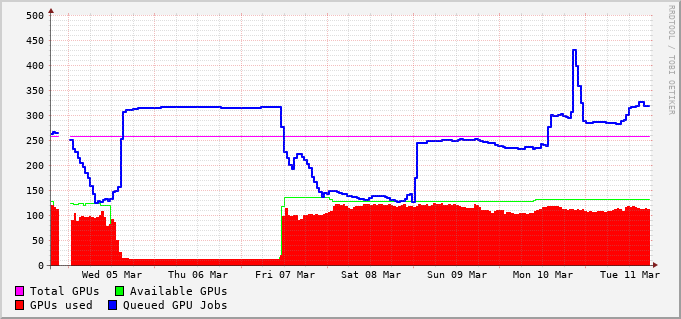 500
450
400
350
300
250
200
150
100
50
0
Wed 05 Mar Thu 06 Mar Fri 07 Mar Sat 08 Mar Sun 09 Mar Mon 10 Mar Tue 11 Mar
Total GPUs Available GPUs
GPUs used Queued GPU Jobs
RRDTOOL / TOBI OETIKER